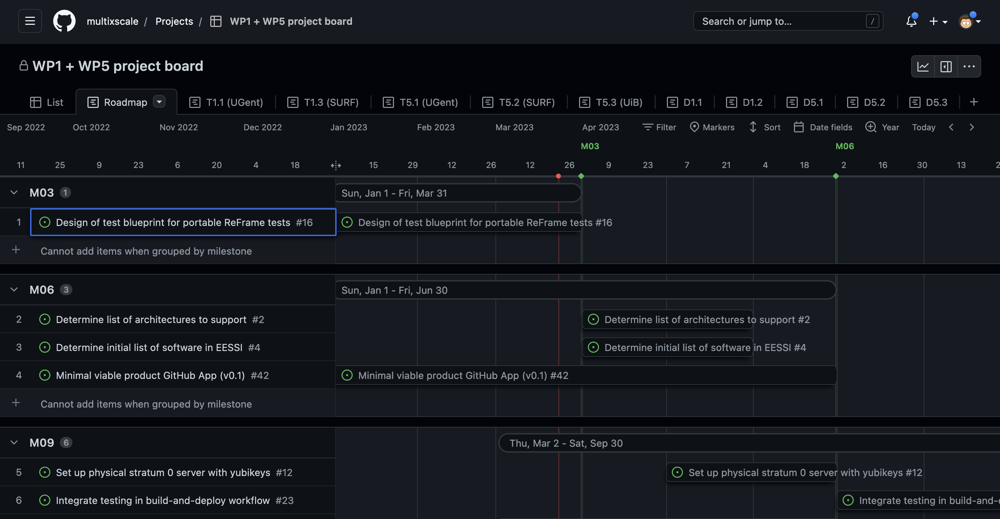 multixscale / Projects / WP1 + WP5 project board Search or jump to... /
WP1 + WP5 project board
List Roadmap T1.1 (UGent) T1.3 (SURF) T5.1 (UGent) T5.2 (SURF) T5.3 (UiB) D1.1 D1.2 D5.1 D5.2 D5.3
Sep 2022 Oct 2022 Nov 2022 Dec 2022 Jan 2023 Feb 2023 Mar 2023 Apr 2023 Filter Markers Sort Date fields Year Today
M03 M06
11 25 9 23 6 20 4 18 15 29 12 26 12 26 9 23 7 21 4 18 2 16 30 13
M03 1 Sun, Jan 1 - Fri, Mar 31
1 Design of test blueprint for portable ReFrame tests #16 Design of test blueprint for portable ReFrame tests #16
Cannot add items when grouped by milestone
M06 3 Sun, Jan 1 - Fri, Jun 30
2 Determine list of architectures to support #2 Determine list of architectures to support #2
3 Determine initial list of software in EESSI #4 Determine initial list of software in EESSI #4
4 Minimal viable product GitHub App (v0.1) #42 Minimal viable product GitHub App (v0.1) #42
Cannot add items when grouped by milestone
M09 6 Thu, Mar 2 - Sat, Sep 30
5 Set up physical stratum 0 server with yubikeys #12 Set up physical stratum 0 server with yubikeys #12
6 Integrate testing in build-and-deploy workflow #23 Integrate testing in build-and-